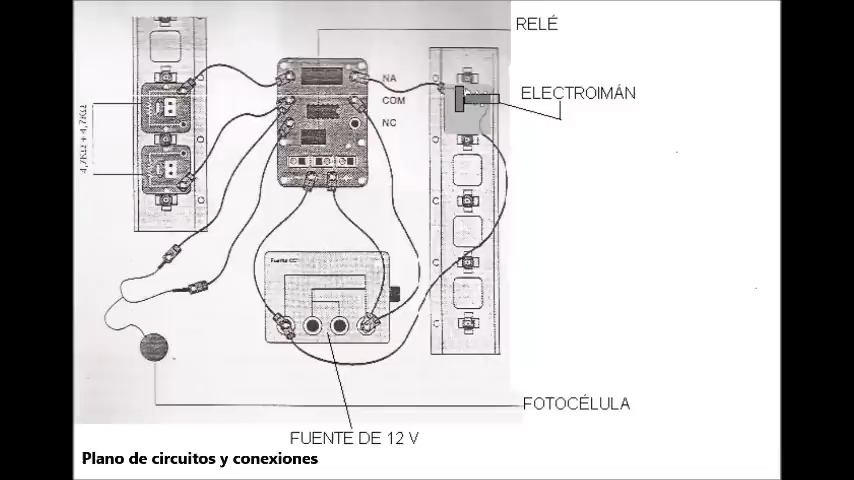 RELÉ
NA
ELECTROIMÁN
COM
4,7KΩ + 4,7KΩ
NC
Fuente CC
FOTOCÉLULA
FUENTE DE 12 V
Plano de circuitos y conexiones